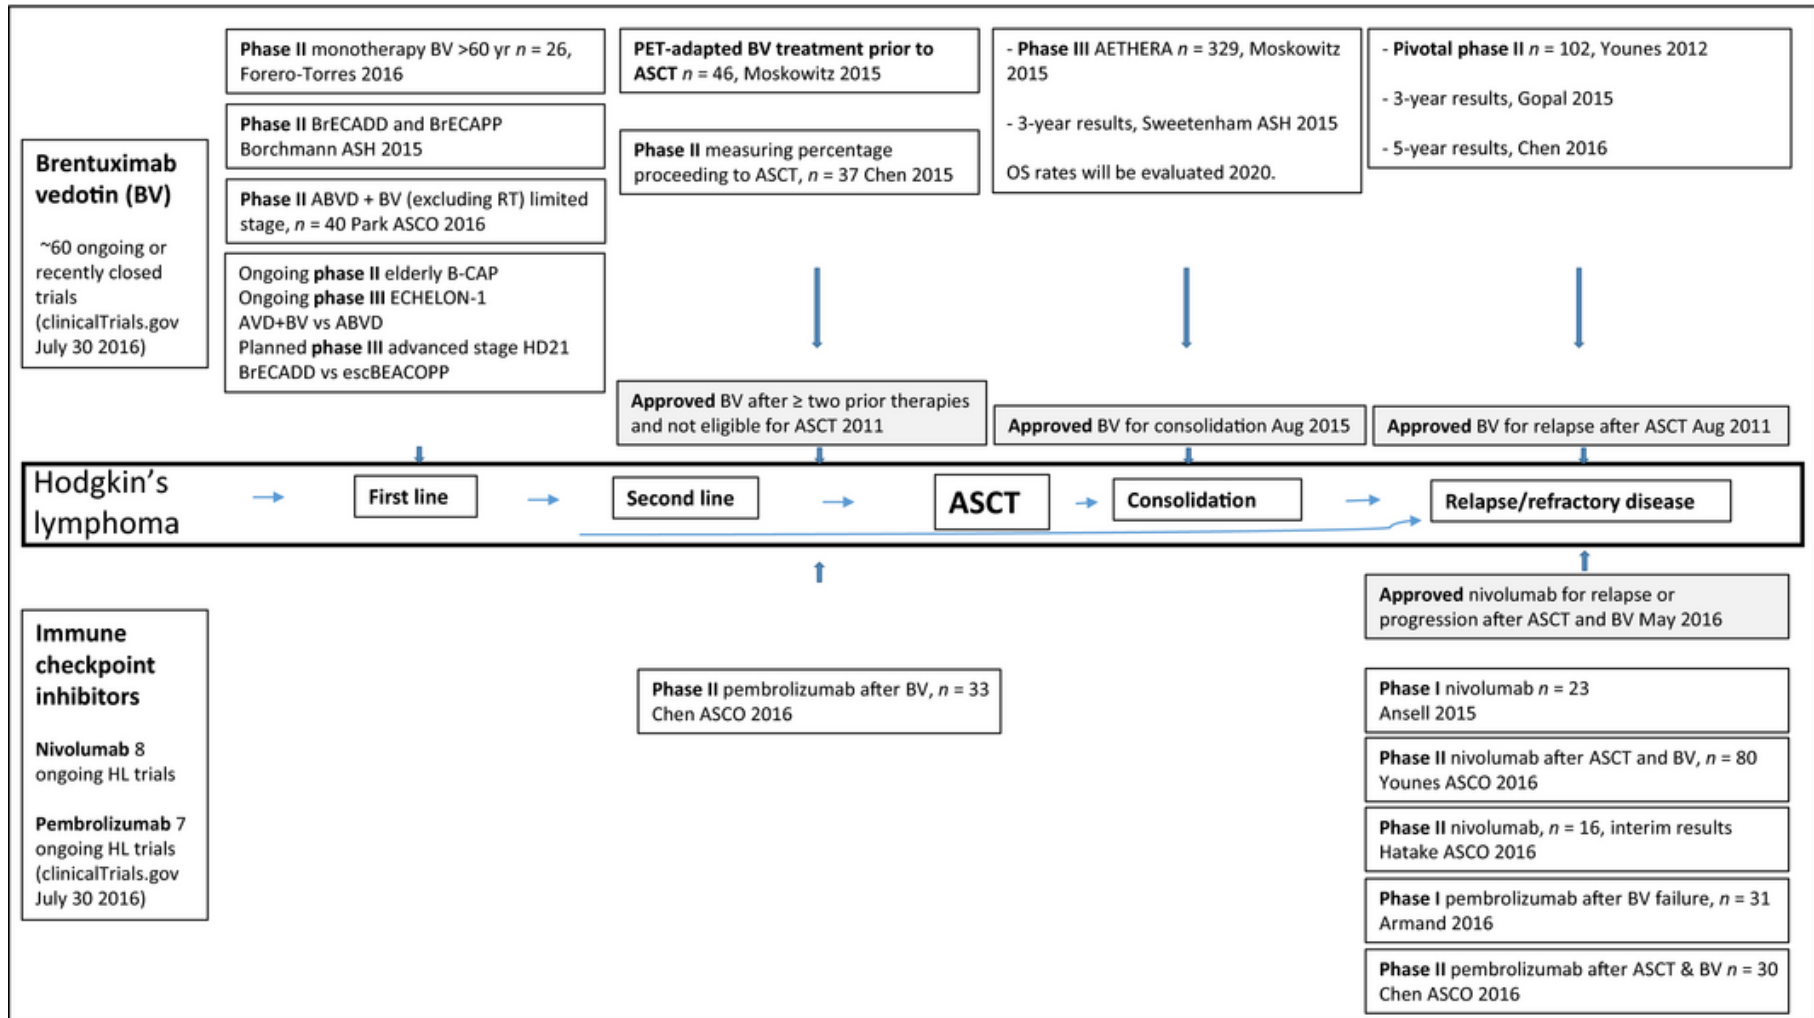 Phase II monotherapy BV >60 yr n = 26,
Forero-Torres 2016
Phase II BrECADD and BrECAPP
Borchmann ASH 2015
Phase II ABVD + BV (excluding RT) limited
stage, n = 40 Park ASCO 2016
Ongoing phase II elderly B-CAP
Ongoing phase III ECHELON-1
AVD+BV vs ABVD
Planned phase III advanced stage HD21
BrECADD vs escBEACOPP
PET-adapted BV treatment prior to
ASCT n = 46, Moskowitz 2015
Phase II measuring percentage
proceeding to ASCT, n = 37 Chen 2015
- Phase III AETHERA n = 329, Moskowitz
2015
- 3-year results, Sweetenham ASH 2015
OS rates will be evaluated 2020.
- Pivotal phase II n = 102, Younes 2012
- 3-year results, Gopal 2015
- 5-year results, Chen 2016
Brentuximab
vedotin (BV)
~60 ongoing or
recently closed
trials
(clinicalTrials.gov
July 30 2016)
Approved BV after ≥ two prior therapies
and not eligible for ASCT 2011
Approved BV for consolidation Aug 2015
Approved BV for relapse after ASCT Aug 2011
Hodgkin's
lymphoma
First line
Second line
ASCT
Consolidation
Relapse/refractory disease
Immune
checkpoint
inhibitors
Nivolumab 8
ongoing HL trials
Pembrolizumab 7
ongoing HL trials
(clinicalTrials.gov
July 30 2016)
Phase II pembrolizumab after BV, n = 33
Chen ASCO 2016
Approved nivolumab for relapse or
progression after ASCT and BV May 2016
Phase I nivolumab n = 23
Ansell 2015
Phase II nivolumab after ASCT and BV, n = 80
Younes ASCO 2016
Phase II nivolumab, n = 16, interim results
Hatake ASCO 2016
Phase I pembrolizumab after BV failure, n = 31
Armand 2016
Phase II pembrolizumab after ASCT & BV n = 30
Chen ASCO 2016